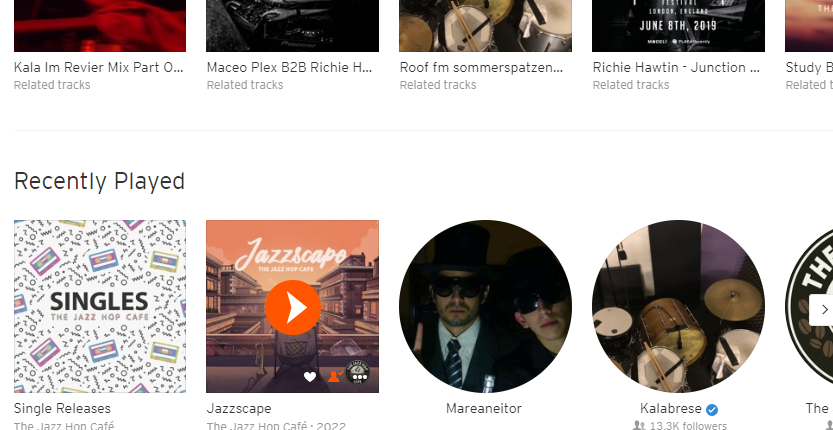 FESTIVAL
LONDON, ENGLAND
JUNE 8TH, 2019
Kala Im Revier Mix Part O...
Maceo Plex B2B Richie H...
Roof fm sommerspatzen...
Richie Hawtin - Junction ...
Study B
Related tracks
Related tracks
Related tracks
Related tracks
Related t
Recently Played
SINGLES
THE JAZZ HOP CAFE
Jazzscape
THE JAZZ HOP CAFE
THE
Single Releases
Jazzscape
Mareaneitor
Kalabrese
The
The Jazz Hop Café
The Jazz Hop Café · 2022
13.3K followers